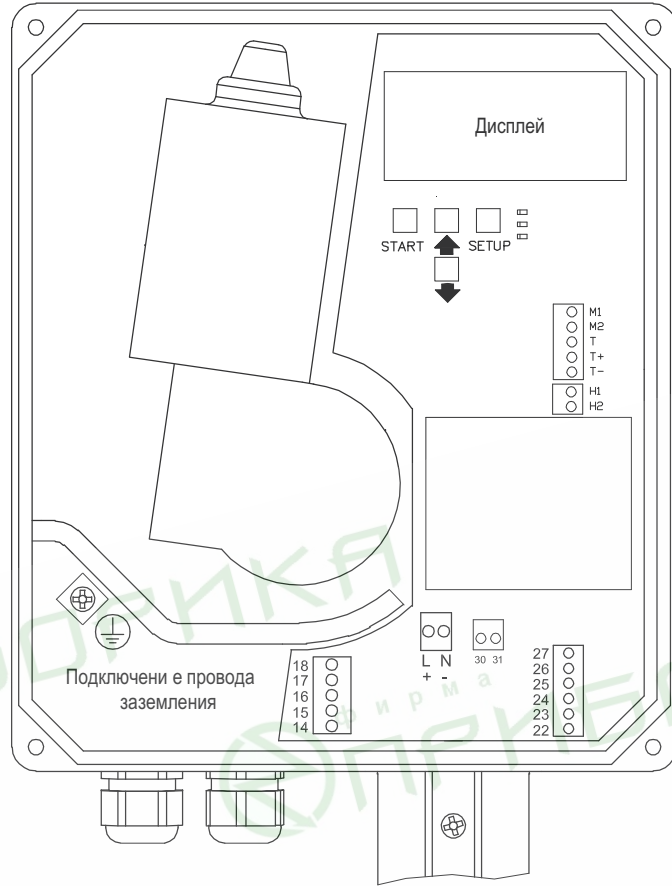 Дисплей
START
SETUP
M1
M2
T
T+
T-
H1
H2
L N
+ -
30 31
27
26
25
24
23
22
18
17
16
15
14
Подключени е провода
заземления
фирма